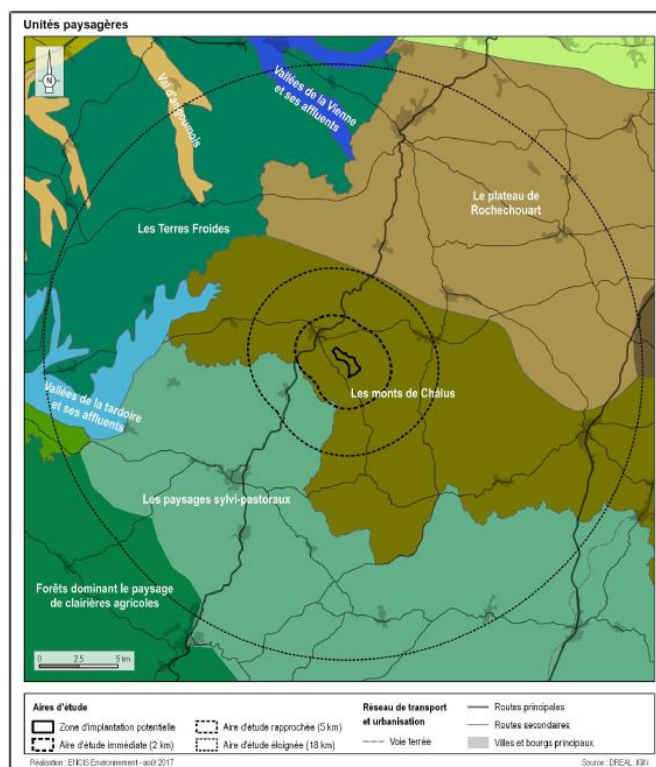 Unités paysagères
N
Vallées de la Vienne
et ses affluents
Val d'angoumois
Le plateau de
Rochechouart
Les Terres Froides
Vallées de la tardoire
et ses affluents
Les monts de Châlus
Les paysages sylvi-pastoraux
Forêts dominant le paysage
de clairières agricoles
0 2.5 5 km
Aires d'étude
Zone d'implantation potentielle
Aire d'étude immédiate (2 km)
Aire d'étude rapprochée (5 km)
Aire d'étude éloignée (18 km)
Réseau de transport
et urbanisation
Voie ferrée
Routes principales
Routes secondaires
Villes et bourgs principaux
Réalisation : ENCIS Environnement - août 2017
Source : DREAL, IGN